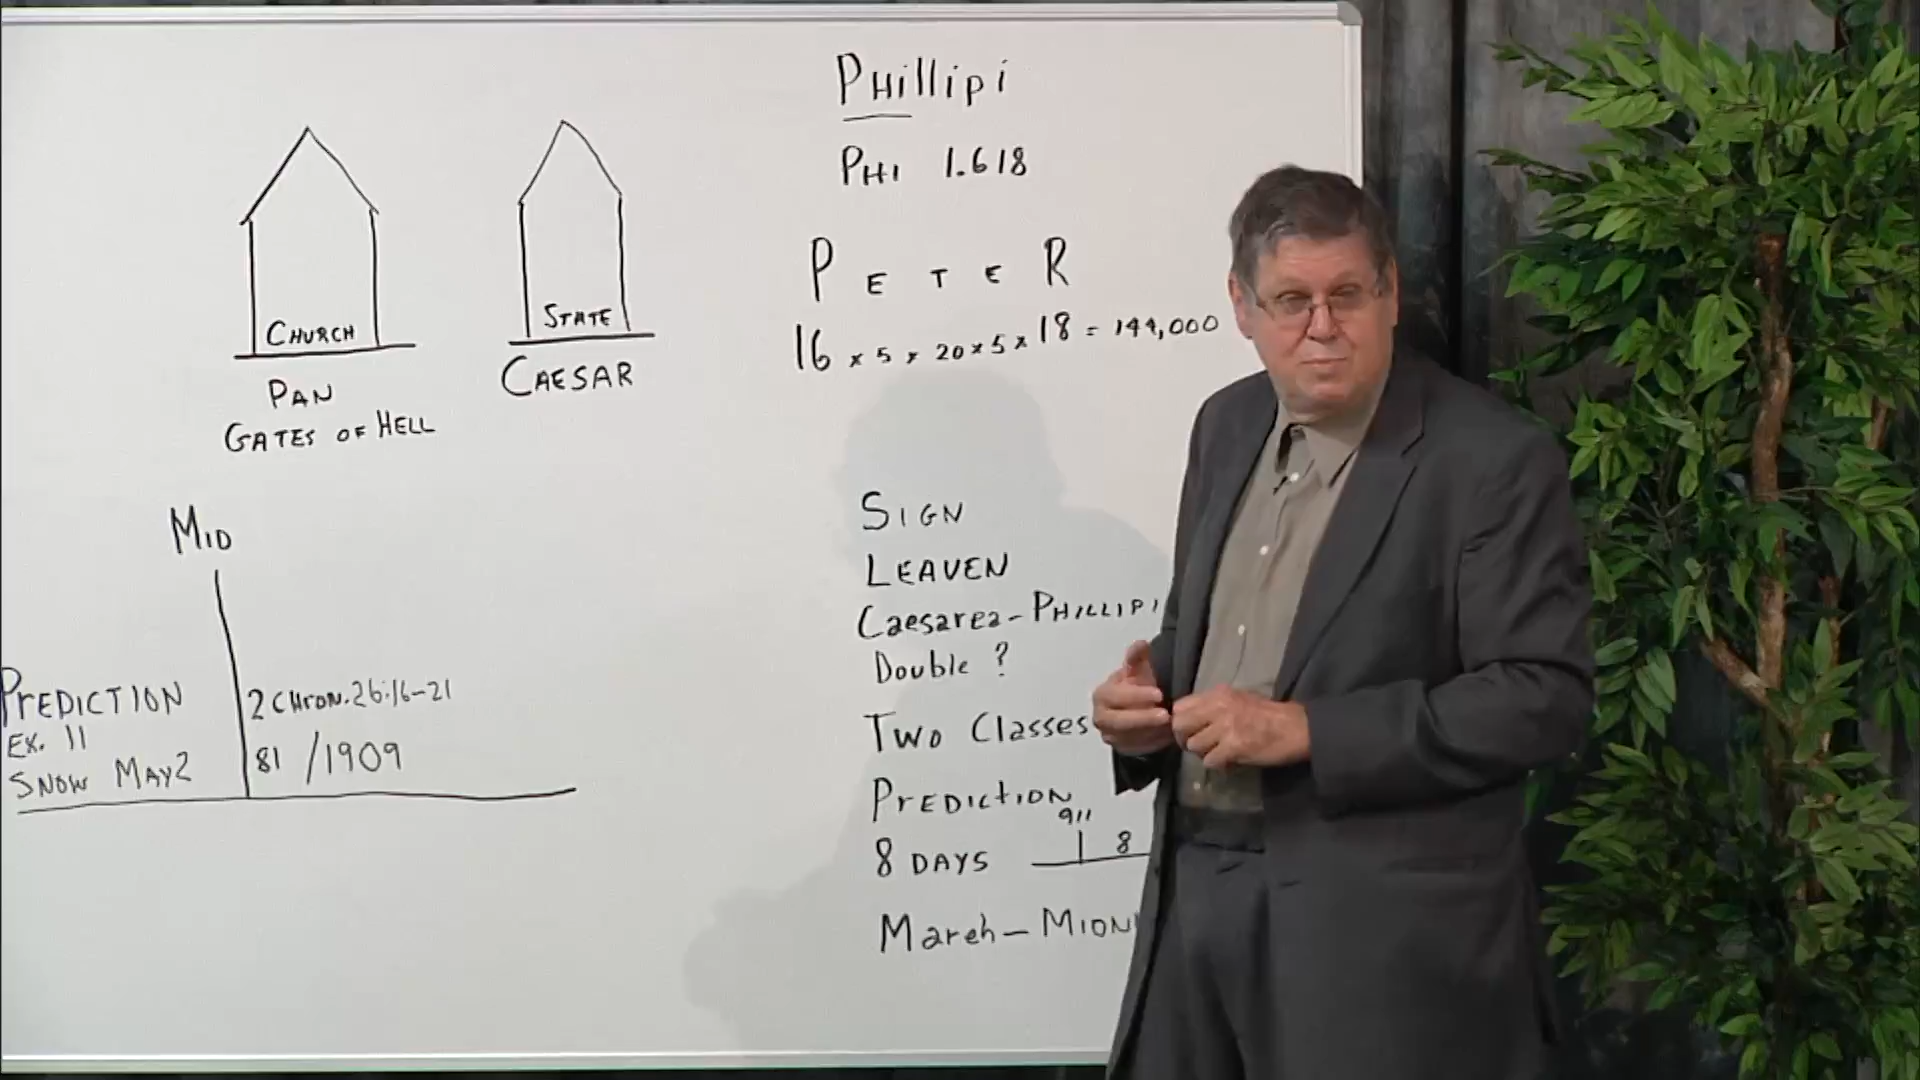 CHURCH
PAN
GATES OF HELL
STATE
CAESAR
MID
PREDICTION
EX. 11
SNOW MAY 2
2 CHRON. 26:16-21
81 / 1909
PHillipi
PHI 1.618
PETER
16 x 5 x 20 x 5 x 18 = 144,000
SIGN
LEAVEN
Caesarea-PHILLIPI
Double ?
Two Classes
PREDICTION
911
8 DAYS
8
Mareh-